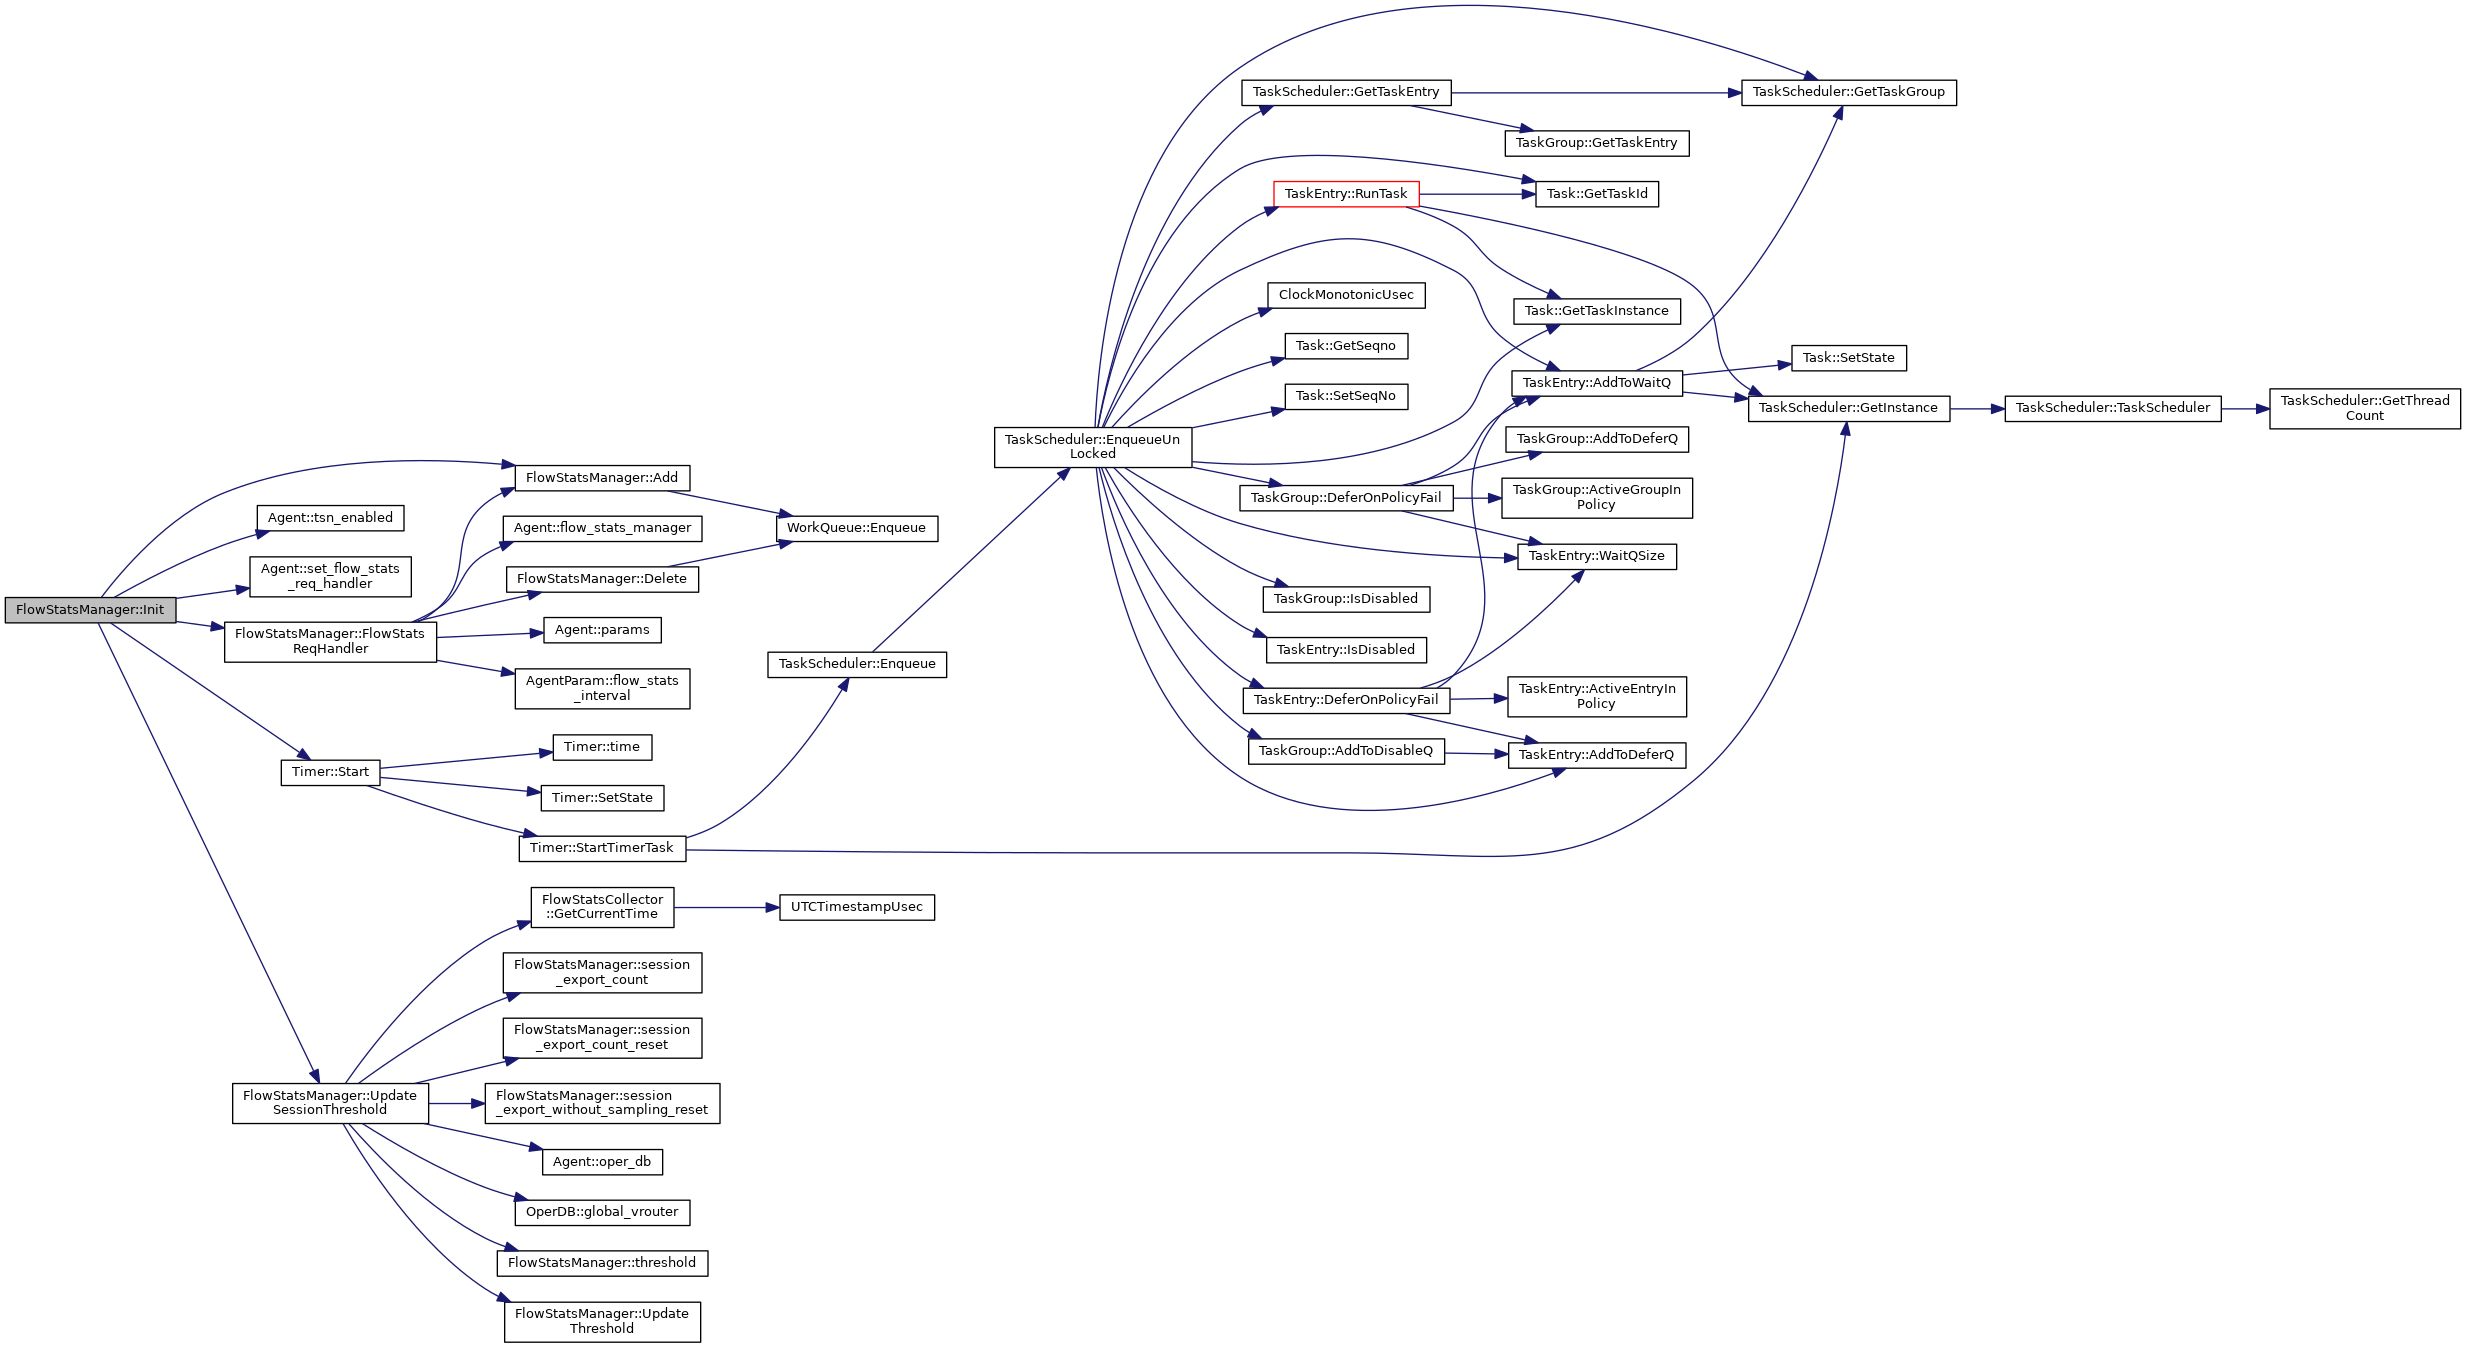 FlowStatsManager::Init
Agent::tsn_enabled
Agent::set_flow_stats
_req_handler
FlowStatsManager::FlowStats
ReqHandler
Timer::Start
FlowStatsManager::Update
SessionThreshold
FlowStatsManager::Add
Agent::flow_stats_manager
FlowStatsManager::Delete
Agent::params
AgentParam::flow_stats
_interval
Timer::time
Timer::SetState
Timer::StartTimerTask
FlowStatsCollector
::GetCurrentTime
FlowStatsManager::session
_export_count
FlowStatsManager::session
_export_count_reset
FlowStatsManager::session
_export_without_sampling_reset
Agent::oper_db
OperDB::global_vrouter
FlowStatsManager::threshold
FlowStatsManager::Update
Threshold
WorkQueue::Enqueue
TaskScheduler::Enqueue
UTCTimestampUsec
TaskScheduler::EnqueueUn
Locked
TaskScheduler::GetTaskEntry
TaskEntry::RunTask
ClockMonotonicUsec
Task::GetSeqno
Task::SetSeqNo
TaskGroup::DeferOnPolicyFail
TaskGroup::IsDisabled
TaskEntry::IsDisabled
TaskEntry::DeferOnPolicyFail
TaskGroup::AddToDisableQ
TaskGroup::GetTaskEntry
Task::GetTaskId
Task::GetTaskInstance
TaskEntry::AddToWaitQ
TaskGroup::AddToDeferQ
TaskGroup::ActiveGroupIn
Policy
TaskEntry::WaitQSize
TaskEntry::ActiveEntryIn
Policy
TaskEntry::AddToDeferQ
TaskScheduler::GetTaskGroup
Task::SetState
TaskScheduler::GetInstance
TaskScheduler::TaskScheduler
TaskScheduler::GetThread
Count